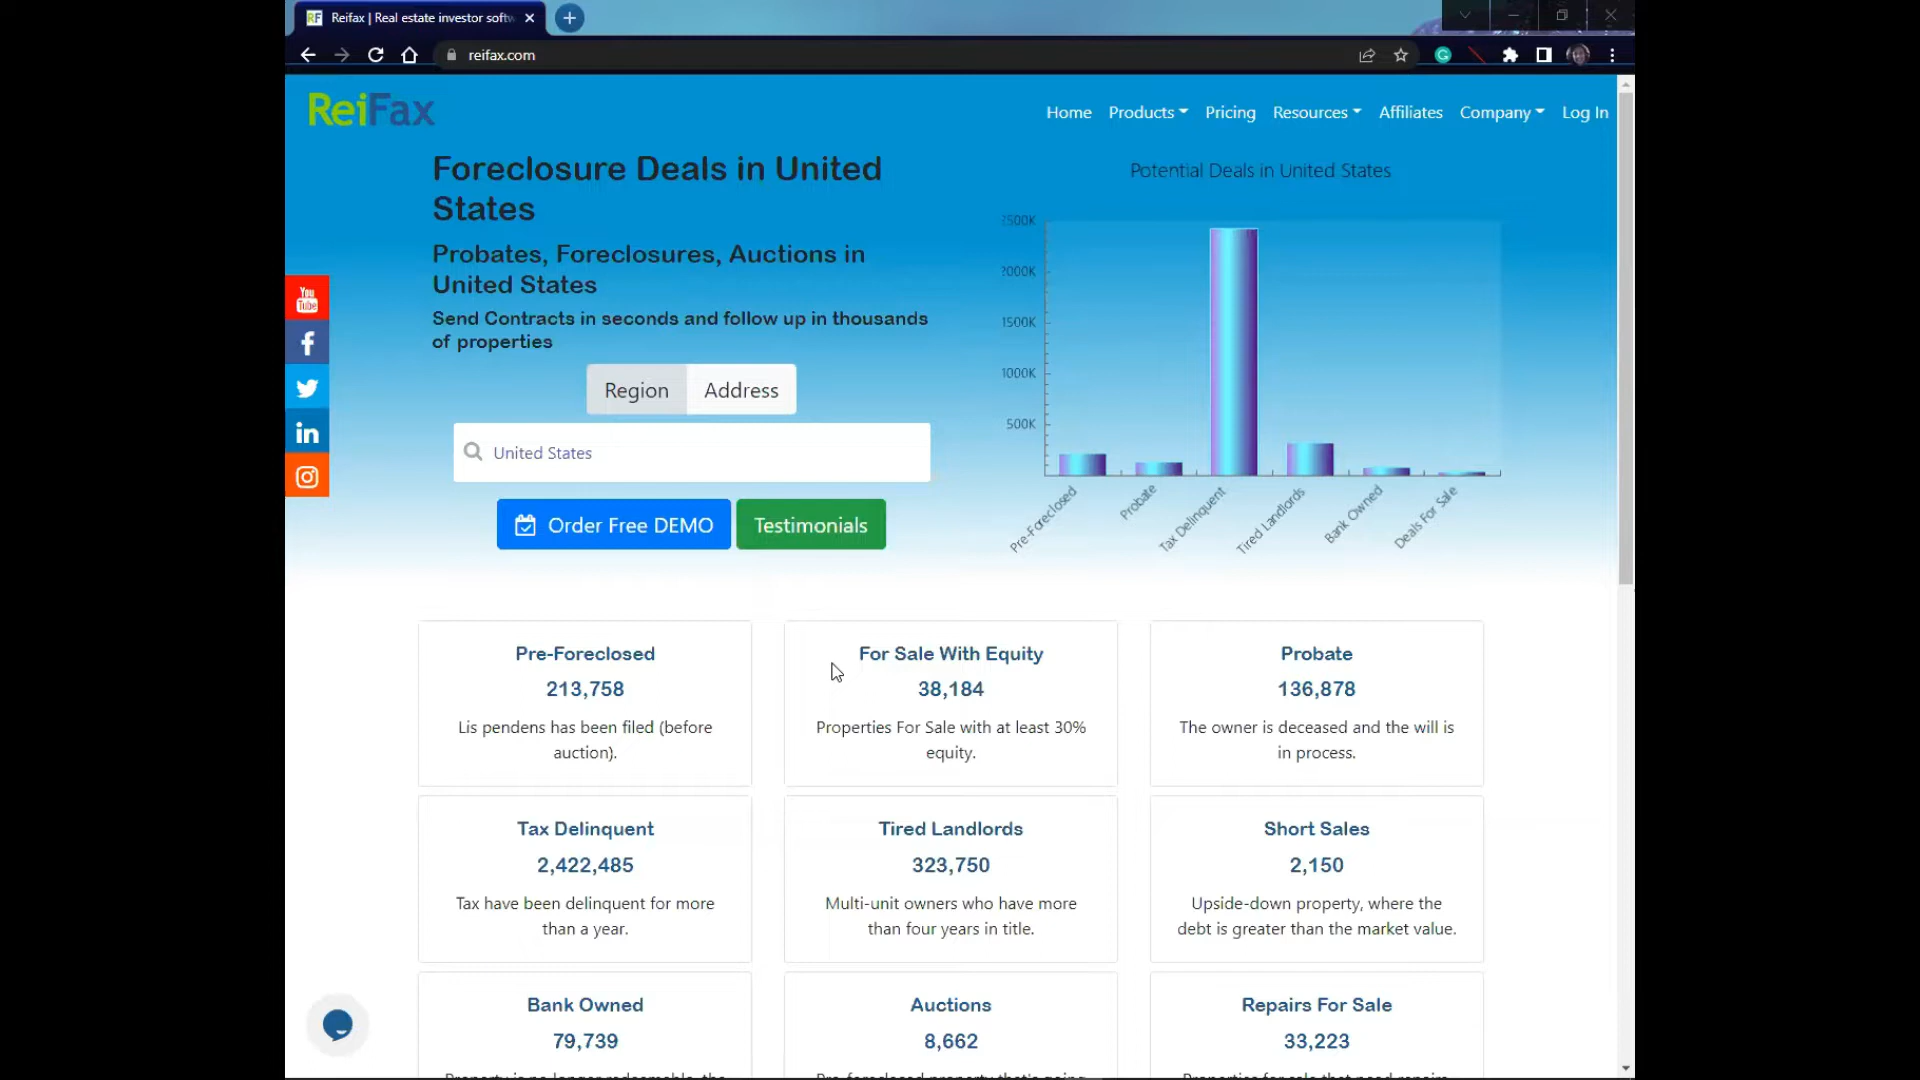 Reifax | Real estate investor softw
reifax.com
ReiFax
Home Products Pricing Resources Affiliates Company Log In
Foreclosure Deals in United
States
Probates, Foreclosures, Auctions in
United States
Send Contracts in seconds and follow up in thousands
of properties
Region Address
United States
Order Free DEMO Testimonials
You
Tube
Potential Deals in United States
2500K
2000K
1500K
1000K
500K
Pre-Foreclosed
Probate
Tax Delinquent
Tired Landlords
Bank Owned
Deals For Sale
Pre-Foreclosed
213,758
Lis pendens has been filed (before
auction).
For Sale With Equity
38,184
Properties For Sale with at least 30%
equity.
Probate
136,878
The owner is deceased and the will is
in process.
Tax Delinquent
2,422,485
Tax have been delinquent for more
than a year.
Tired Landlords
323,750
Multi-unit owners who have more
than four years in title.
Short Sales
2,150
Upside-down property, where the
debt is greater than the market value.
Bank Owned
79,739
Auctions
8,662
Repairs For Sale
33,223